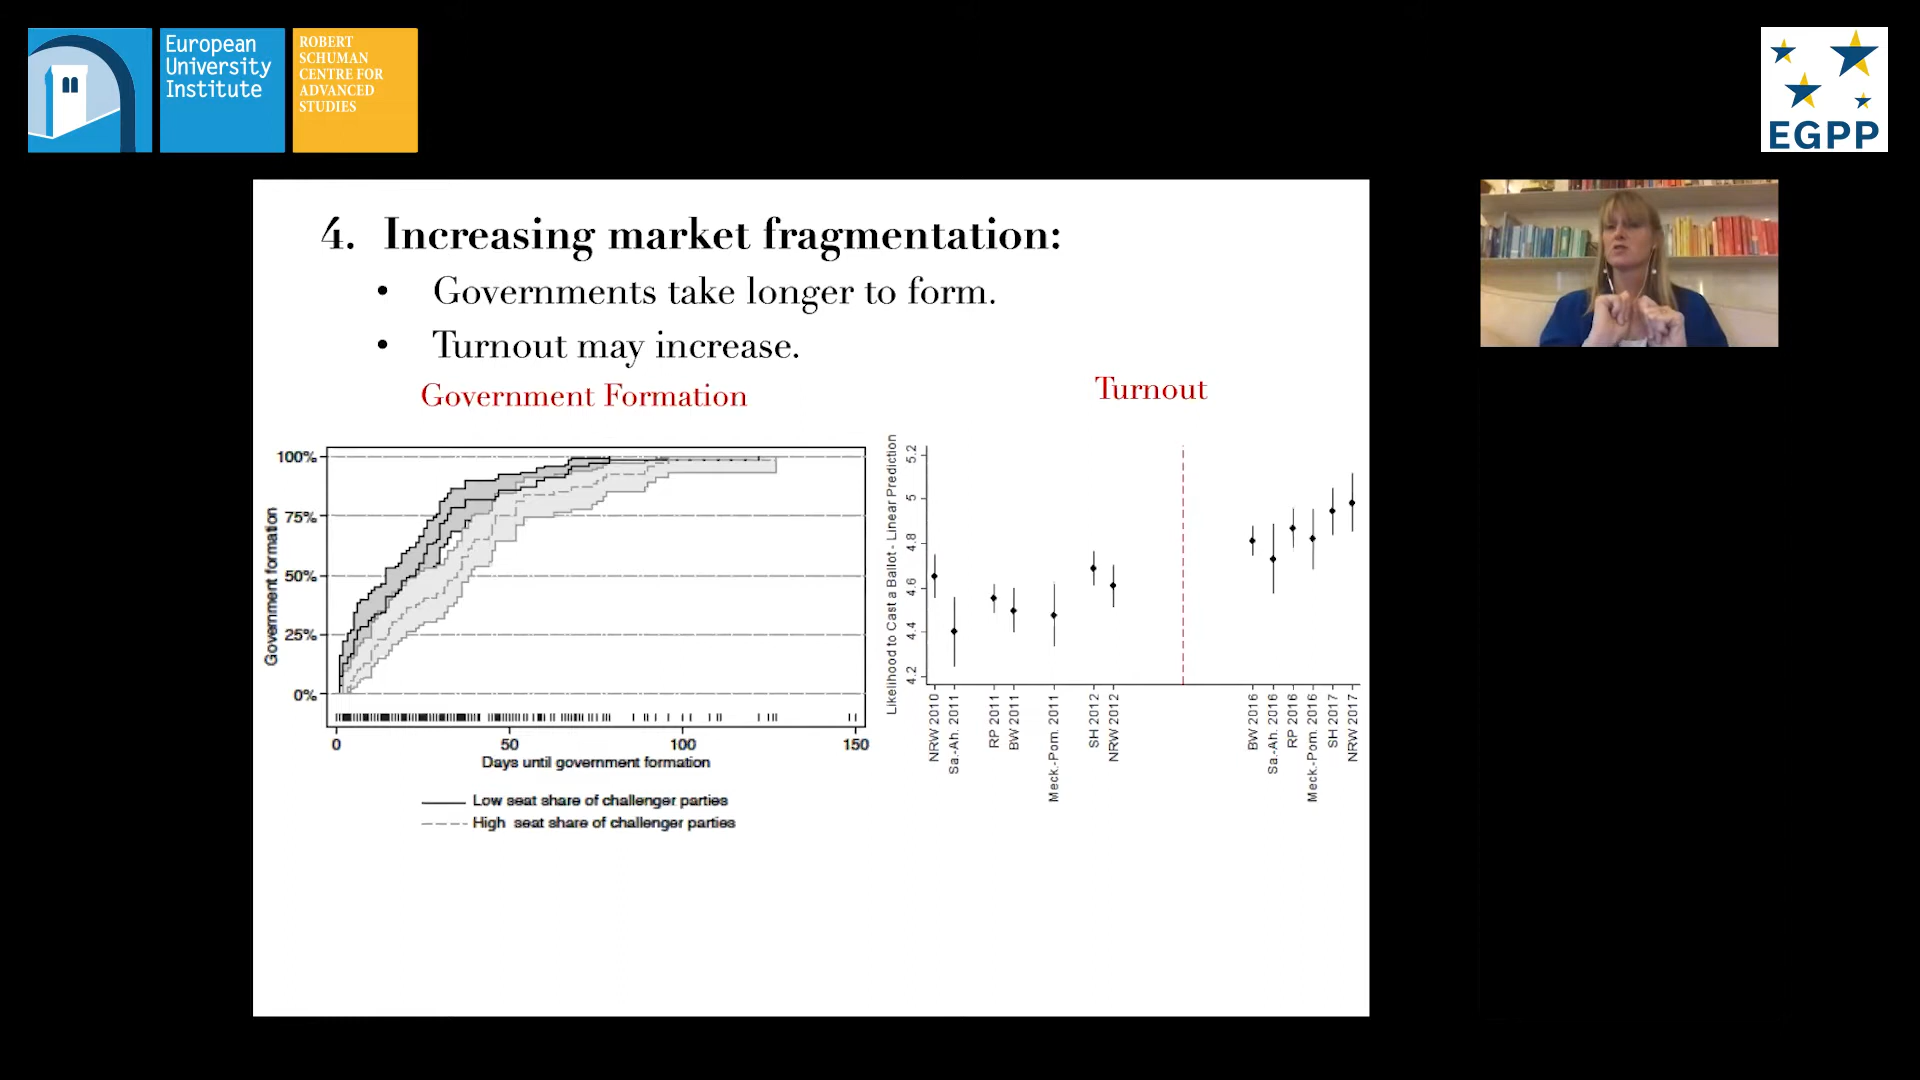 European
University
Institute
ROBERT
SCHUMAN
CENTRE FOR
ADVANCED
STUDIES
EGPP
4. Increasing market fragmentation:
• Governments take longer to form.
• Turnout may increase.
Government Formation
Turnout
Government formation
100%
75%
50%
25%
0%
0 50 100 150
Days until government formation
Low seat share of challenger parties
High seat share of challenger parties
Likelihood to Cast a Ballot - Linear Prediction
5.2
5
4.8
4.6
4.4
4.2
NRW 2010
Sa.-Ah. 2011
RP 2011
BW 2011
Meck.-Pom. 2011
SH 2012
NRW 2012
BW 2016
Sa.-Ah. 2016
RP 2016
Meck.-Pom. 2016
SH 2017
NRW 2017